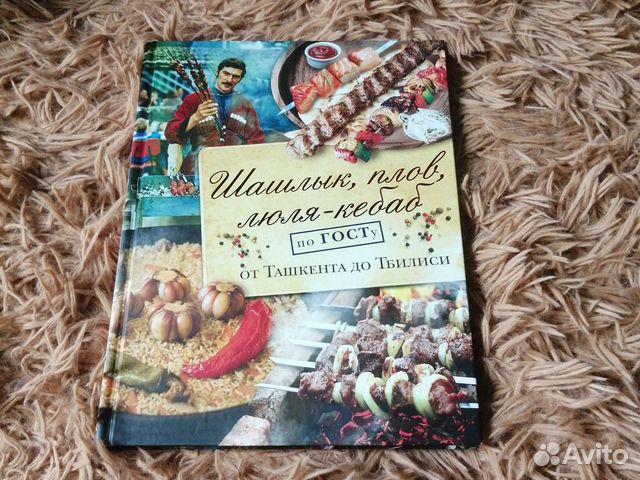 Шашлык, плов,
люля-кебаб
по ГОСТу
от Ташкента до Тбилиси
Avito